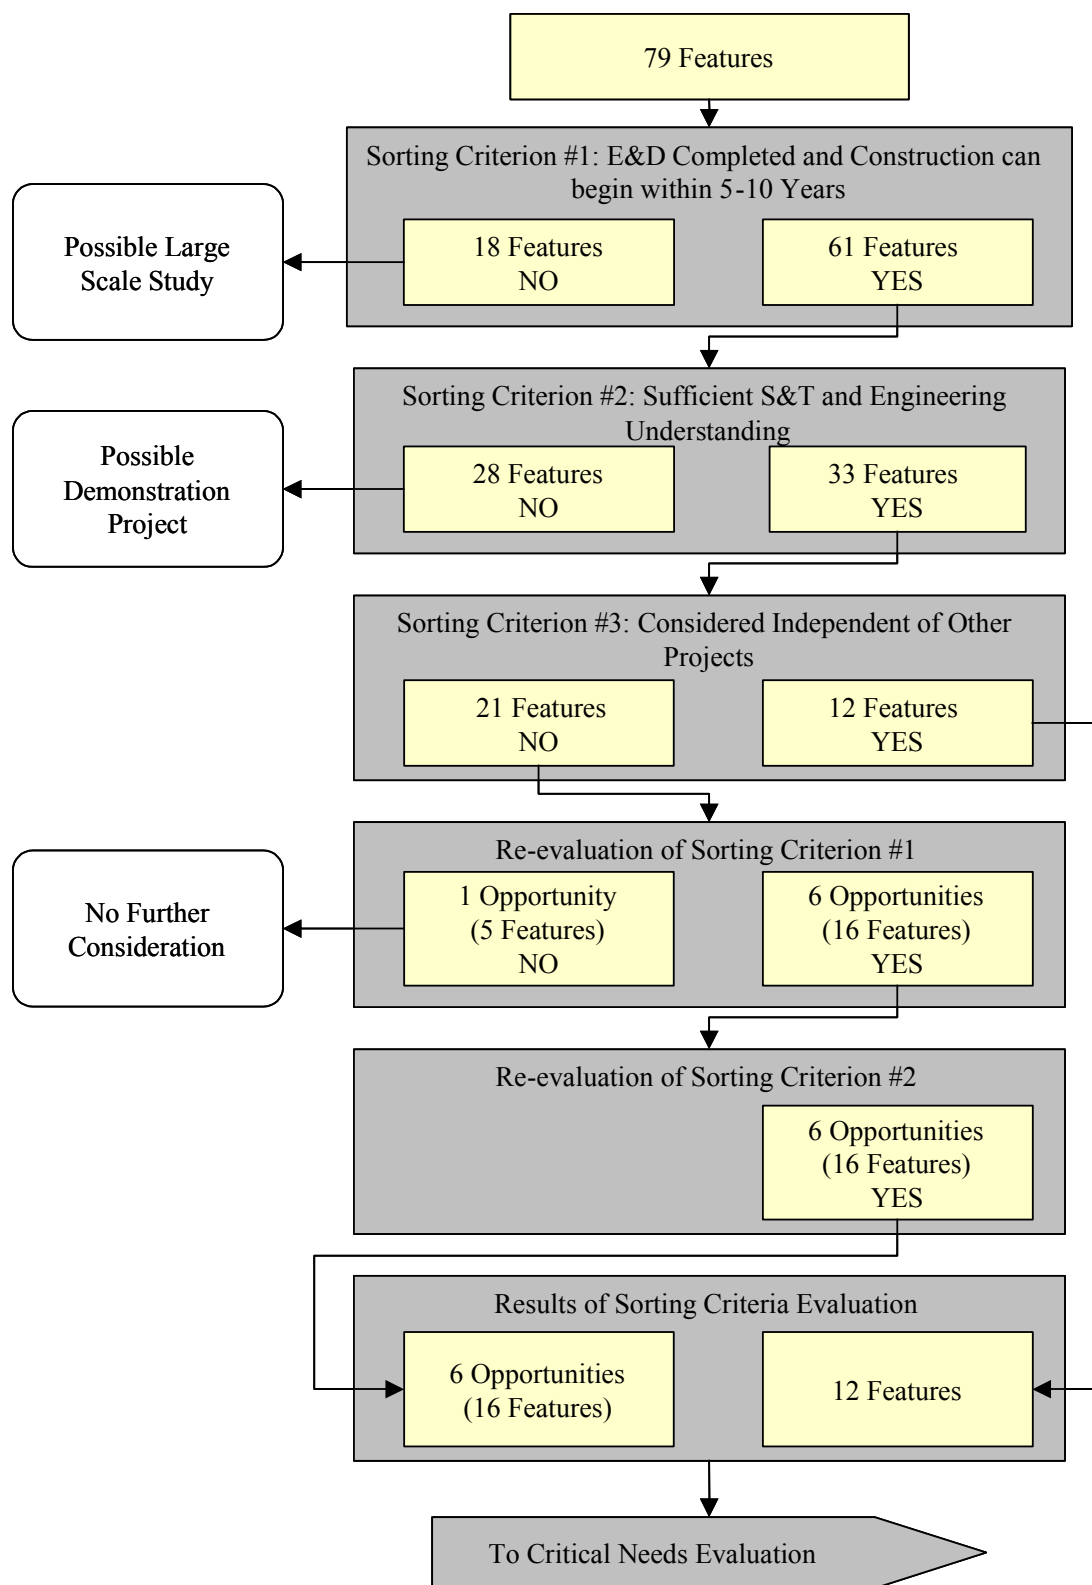 79 Features
Sorting Criterion #1: E&D Completed and Construction can
begin within 5-10 Years
Possible Large
Scale Study
18 Features
NO
61 Features
YES
Sorting Criterion #2: Sufficient S&T and Engineering
Understanding
Possible
Demonstration
Project
28 Features
NO
33 Features
YES
Sorting Criterion #3: Considered Independent of Other
Projects
21 Features
NO
12 Features
YES
Re-evaluation of Sorting Criterion #1
No Further
Consideration
1 Opportunity
(5 Features)
NO
6 Opportunities
(16 Features)
YES
Re-evaluation of Sorting Criterion #2
6 Opportunities
(16 Features)
YES
Results of Sorting Criteria Evaluation
6 Opportunities
(16 Features)
12 Features
To Critical Needs Evaluation